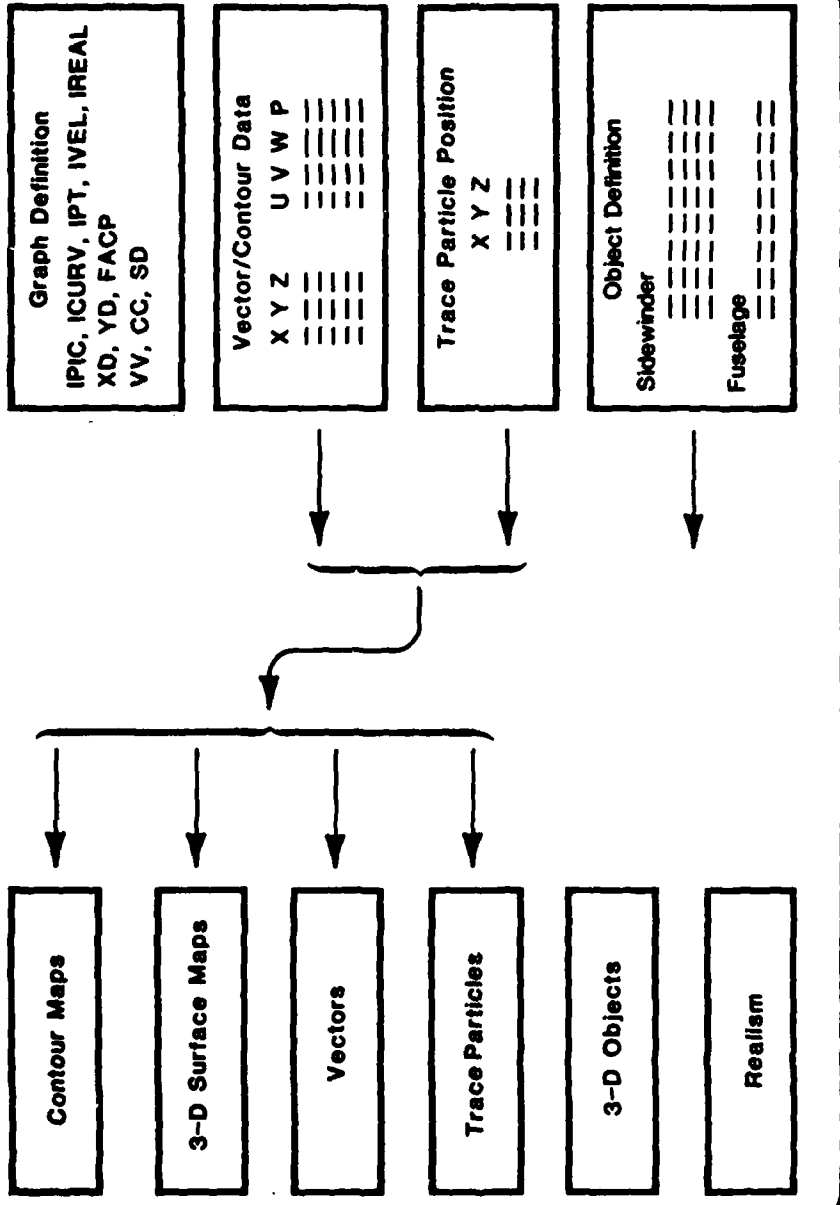 Graph Definition
IPIC, ICURV, IPT, IVEL, IREAL
XD, YD, FACP
VV, CC, SD
Vector/Contour Data
X Y Z U V W P
Trace Particle Position
X Y Z
Object Definition
Sidewinder
Fuselage
Contour Maps
3-D Surface Maps
Vectors
Trace Particles
3-D Objects
Realism